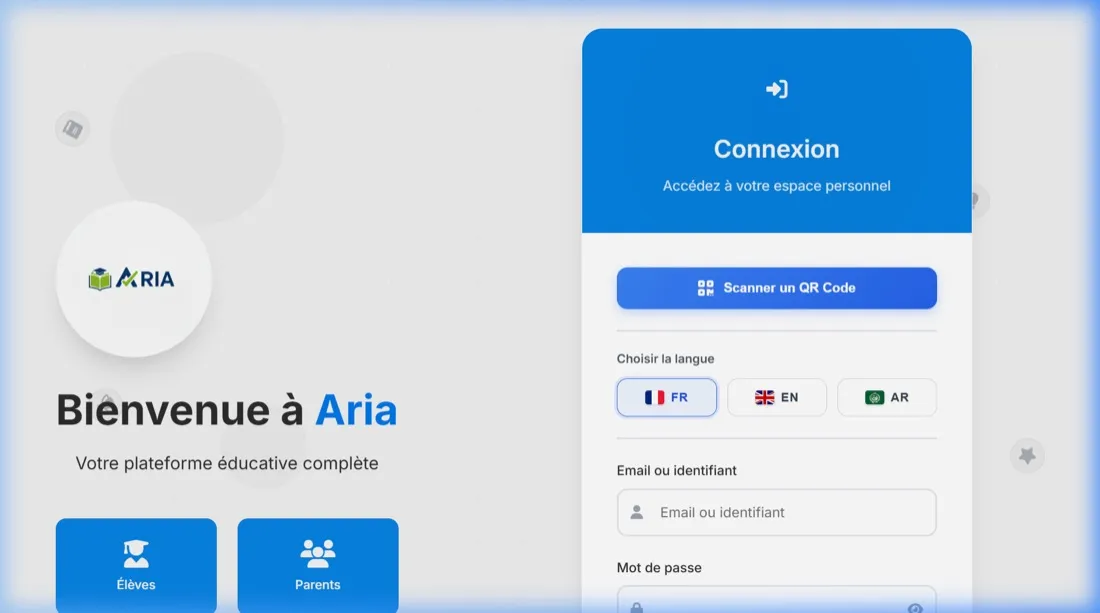 ARIA
Bienvenue à Aria
Votre plateforme éducative complète
Élèves
Parents
Connexion
Accédez à votre espace personnel
Scanner un QR Code
Choisir la langue
FR
EN
AR
Email ou identifiant
Email ou identifiant
Mot de passe